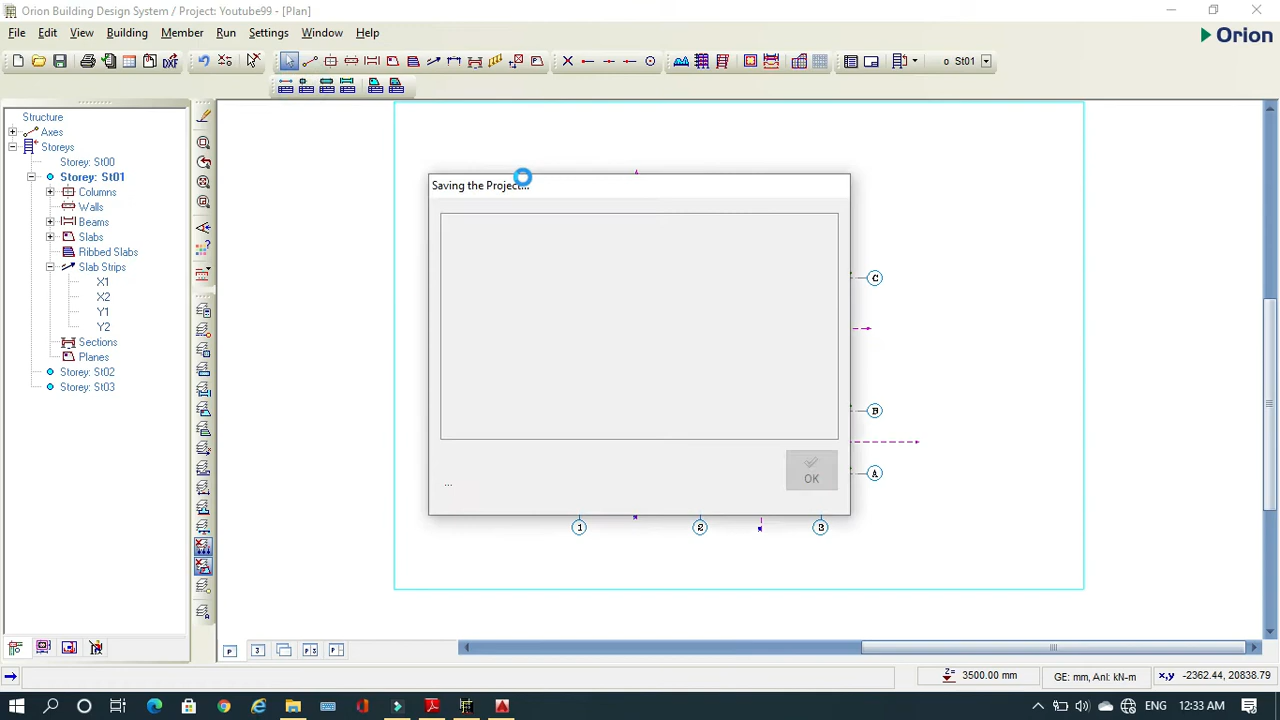 Orion Building Design System / Project: Youtube99 - [Plan]
File Edit View Building Member Run Settings Window Help
Orion
DXF
o St01
Structure
Axes
Storeys
Storey: St00
Storey: St01
Columns
Walls
Beams
Slabs
Ribbed Slabs
Slab Strips
X1
X2
Y1
Y2
Sections
Planes
Storey: St02
Storey: St03
Saving the Project...
...
OK
C
B
A
1 2 3
P 3
Z= 3500.00 mm
GE: mm, Anl: kN-m
x,y -2362.44, 20838.79
ENG 12:33 AM